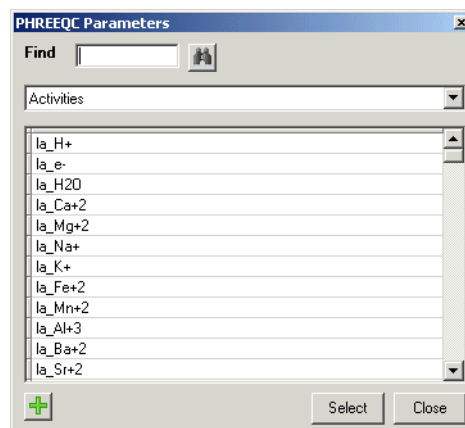 PHREEQC Parameters
Find
Activities
la_H+
la_e-
la_H2O
la_Ca+2
la_Mg+2
la_Na+
la_K+
la_Fe+2
la_Mn+2
la_Al+3
la_Ba+2
la_Sr+2
Select
Close